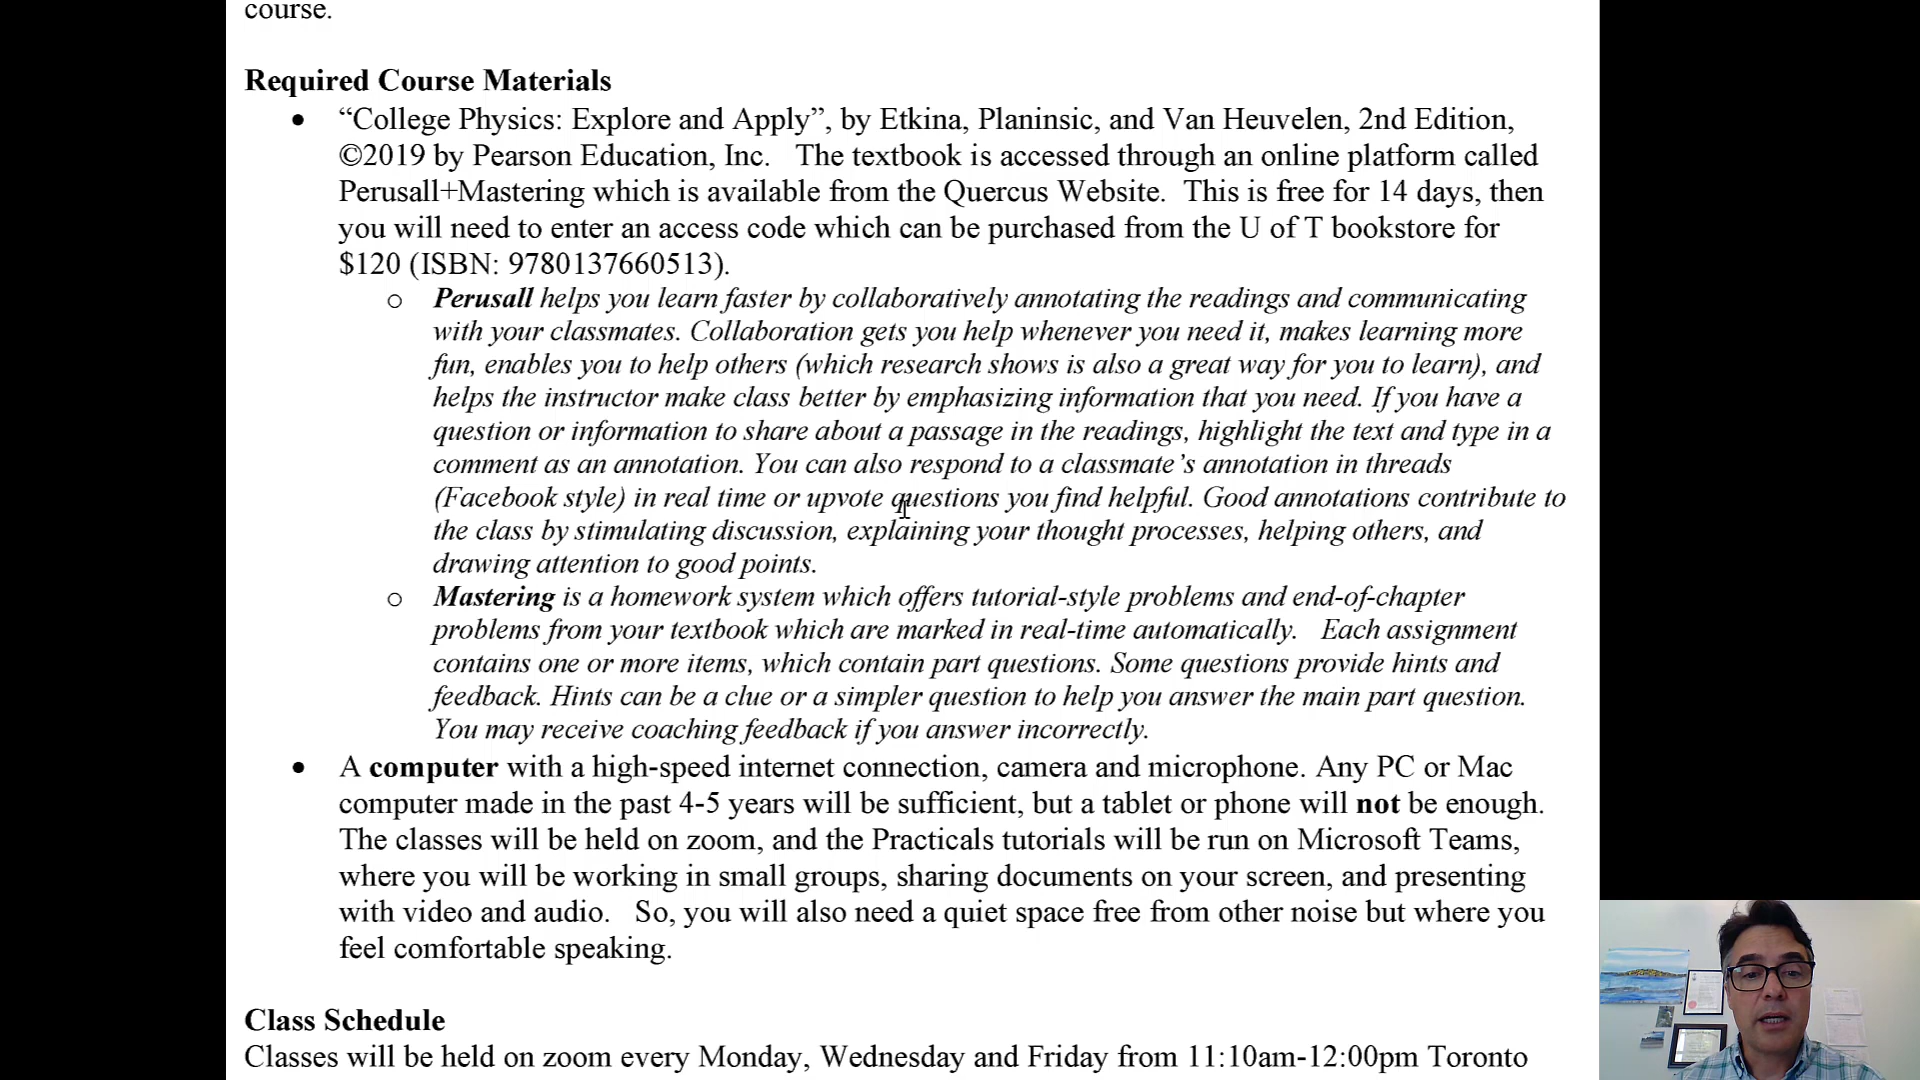 course.
Required Course Materials
• “College Physics: Explore and Apply”, by Etkina, Planinsic, and Van Heuvelen, 2nd Edition,
©2019 by Pearson Education, Inc. The textbook is accessed through an online platform called
Perusall+Mastering which is available from the Quercus Website. This is free for 14 days, then
you will need to enter an access code which can be purchased from the U of T bookstore for
$120 (ISBN: 9780137660513).
o Perusall helps you learn faster by collaboratively annotating the readings and communicating
with your classmates. Collaboration gets you help whenever you need it, makes learning more
fun, enables you to help others (which research shows is also a great way for you to learn), and
helps the instructor make class better by emphasizing information that you need. If you have a
question or information to share about a passage in the readings, highlight the text and type in a
comment as an annotation. You can also respond to a classmate’s annotation in threads
(Facebook style) in real time or upvote questions you find helpful. Good annotations contribute to
the class by stimulating discussion, explaining your thought processes, helping others, and
drawing attention to good points.
o Mastering is a homework system which offers tutorial-style problems and end-of-chapter
problems from your textbook which are marked in real-time automatically. Each assignment
contains one or more items, which contain part questions. Some questions provide hints and
feedback. Hints can be a clue or a simpler question to help you answer the main part question.
You may receive coaching feedback if you answer incorrectly.
• A computer with a high-speed internet connection, camera and microphone. Any PC or Mac
computer made in the past 4-5 years will be sufficient, but a tablet or phone will not be enough.
The classes will be held on zoom, and the Practicals tutorials will be run on Microsoft Teams,
where you will be working in small groups, sharing documents on your screen, and presenting
with video and audio. So, you will also need a quiet space free from other noise but where you
feel comfortable speaking.
Class Schedule
Classes will be held on zoom every Monday, Wednesday and Friday from 11:10am-12:00pm Toronto